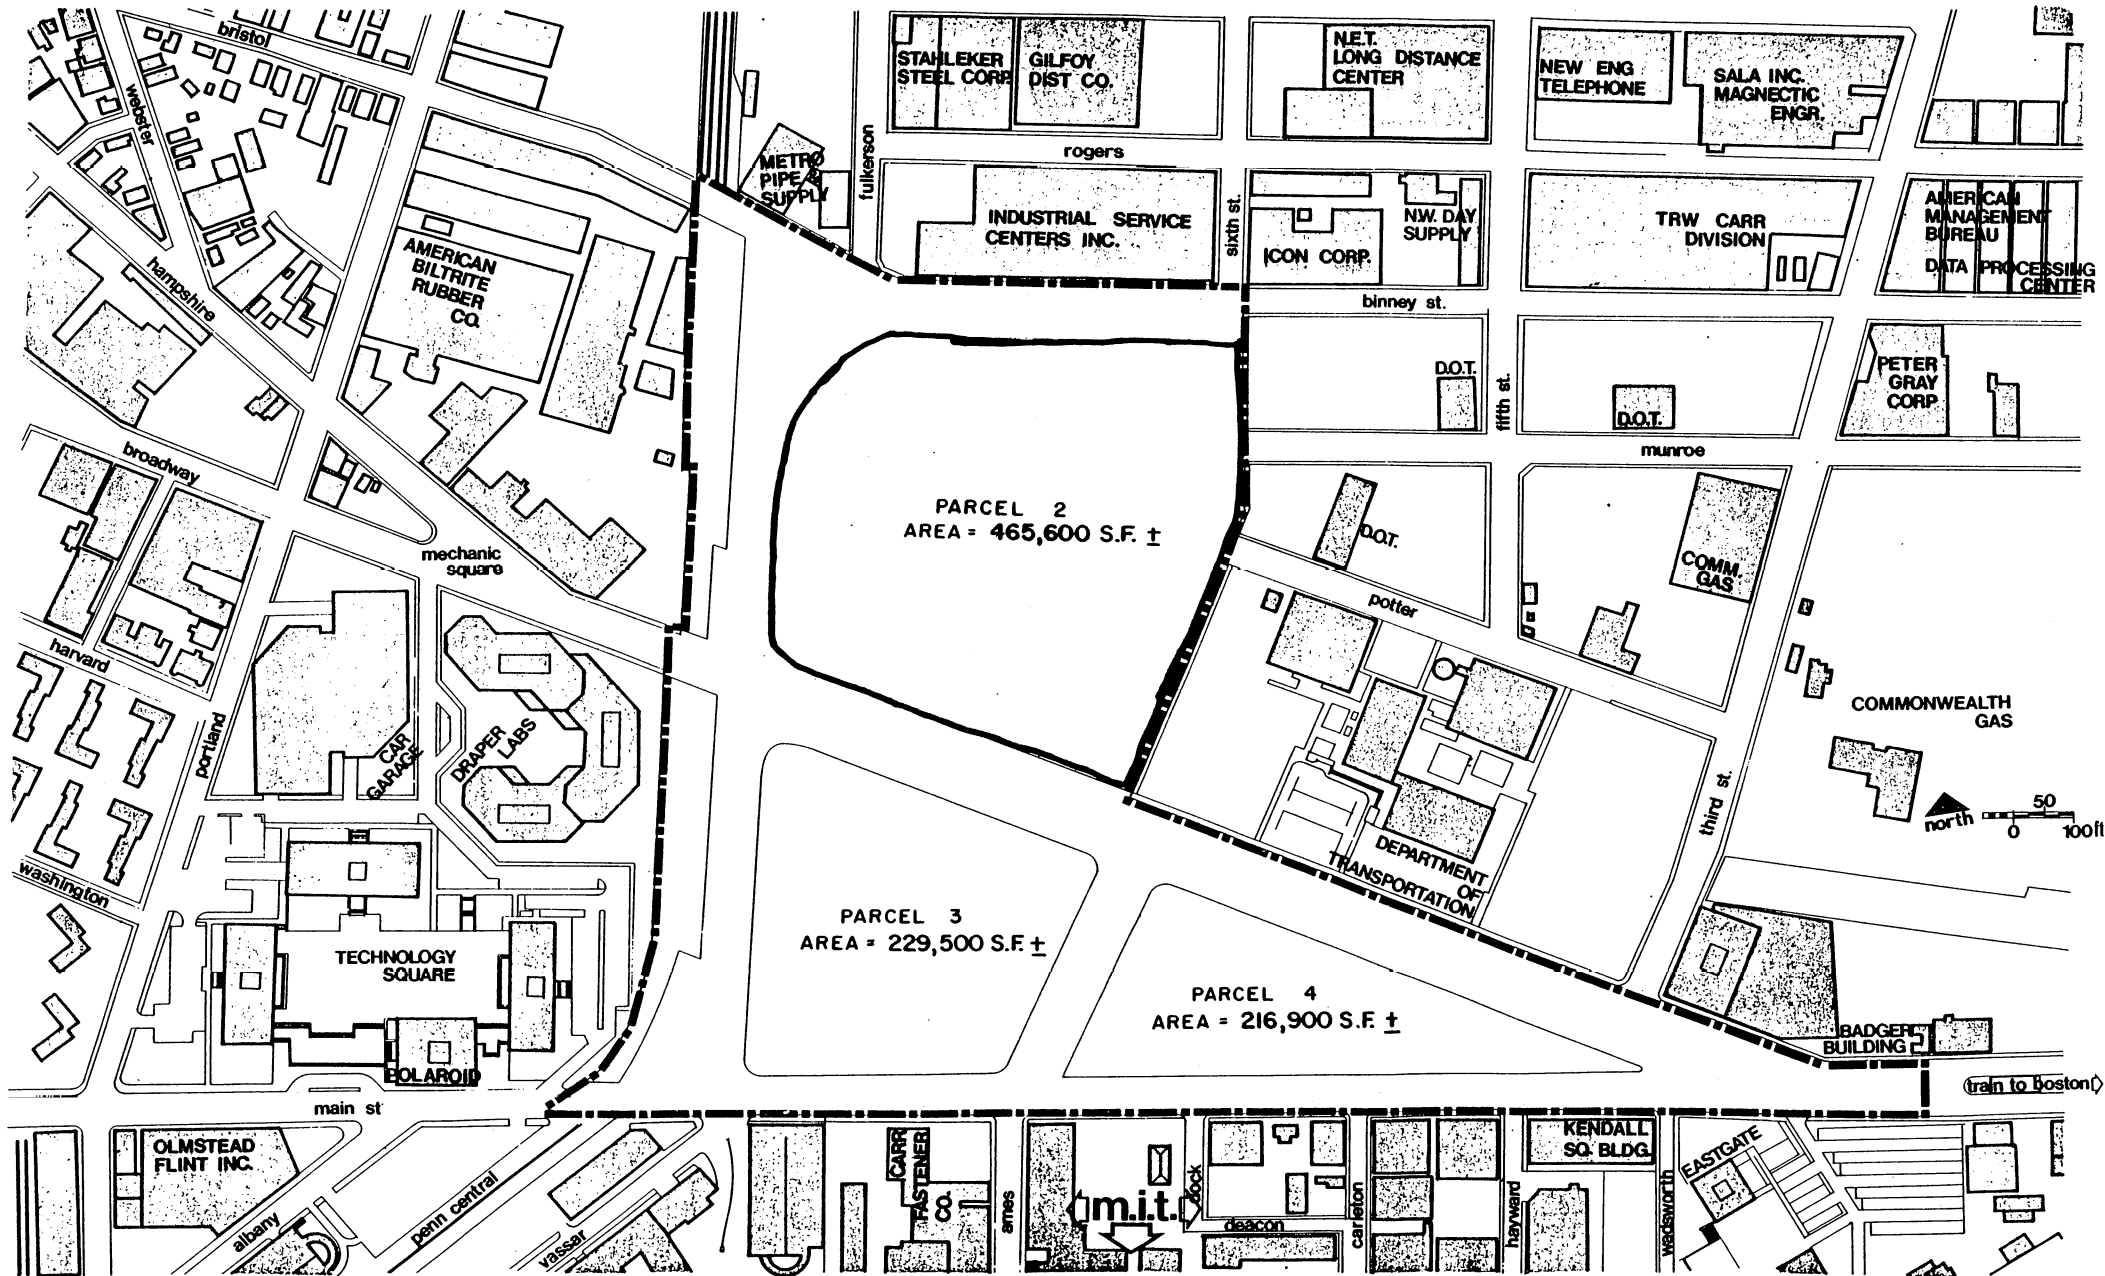 bristol
webster
STAHLEKER
STEEL CORP.
GILFOY
DIST CO.
N.E.T.
LONG DISTANCE
CENTER
NEW ENG
TELEPHONE
SALA INC.
MAGNECTIC
ENGR.
METRO
PIPE
SUPPLY
fulkerson
rogers
INDUSTRIAL SERVICE
CENTERS INC.
sixth st.
ICON CORP.
N.W. DAY
SUPPLY
TRW CARR
DIVISION
AMERICAN
MANAGEMENT
BUREAU
DATA PROCESSING
CENTER
AMERICAN
BILTRITE
RUBBER
CO.
hampshire
binney st.
D.O.T.
fifth st.
D.O.T.
PETER
GRAY
CORP
munroe
broadway
PARCEL 2
AREA = 465,600 S.F. ±
mechanic
square
D.O.T.
COMM.
GAS
potter
harvard
portland
CAR
GARAGE
DRAPER
LABS
COMMONWEALTH
GAS
third st.
north
50
0 100ft
washington
DEPARTMENT
OF
TRANSPORTATION
PARCEL 3
AREA = 229,500 S.F. ±
TECHNOLOGY
SQUARE
PARCEL 4
AREA = 216,900 S.F. ±
BADGER
BUILDING
POLAROID
main st
train to boston
OLMSTEAD
FLINT INC.
albany
penn central
vassar
CARR
FASTENER
CO.
ames
m.i.t.
dock
deacon
carleton
hayward
KENDALL
SQ. BLDG.
wadsworth
EASTGATE